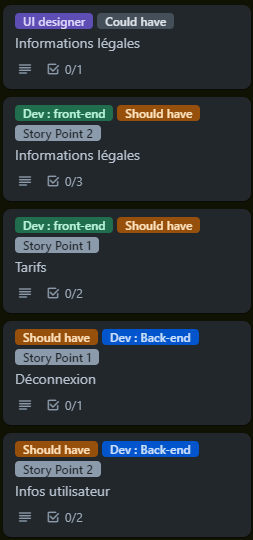 UI designer Could have
Informations légales
0/1
Dev : front-end Should have
Story Point 2
Informations légales
0/3
Dev : front-end Should have
Story Point 1
Tarifs
0/2
Should have Dev : Back-end
Story Point 1
Déconnexion
0/1
Should have Dev : Back-end
Story Point 2
Infos utilisateur
0/2